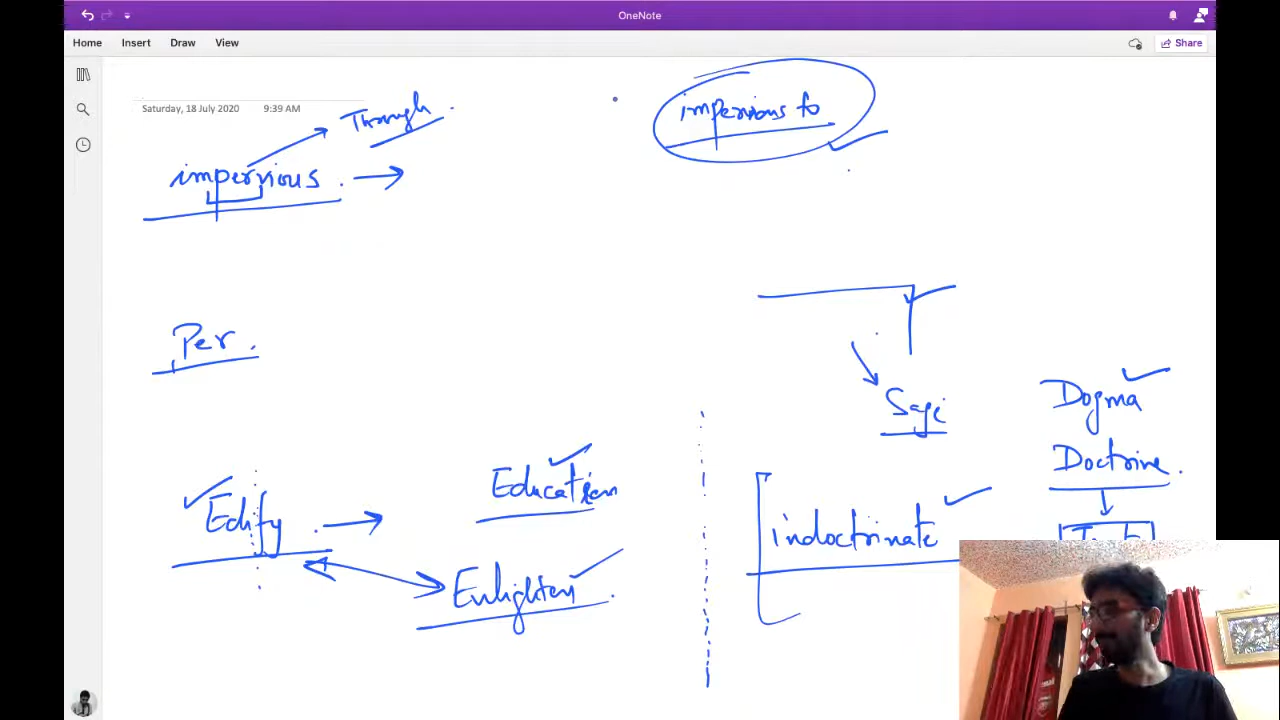 OneNote
Home Insert Draw View Share
Saturday, 18 July 2020 9:39 AM
Through
impervious to
impervious
Per
Sage
Dogma
Doctrine
Edify
Education
indoctrinate
Enlighten